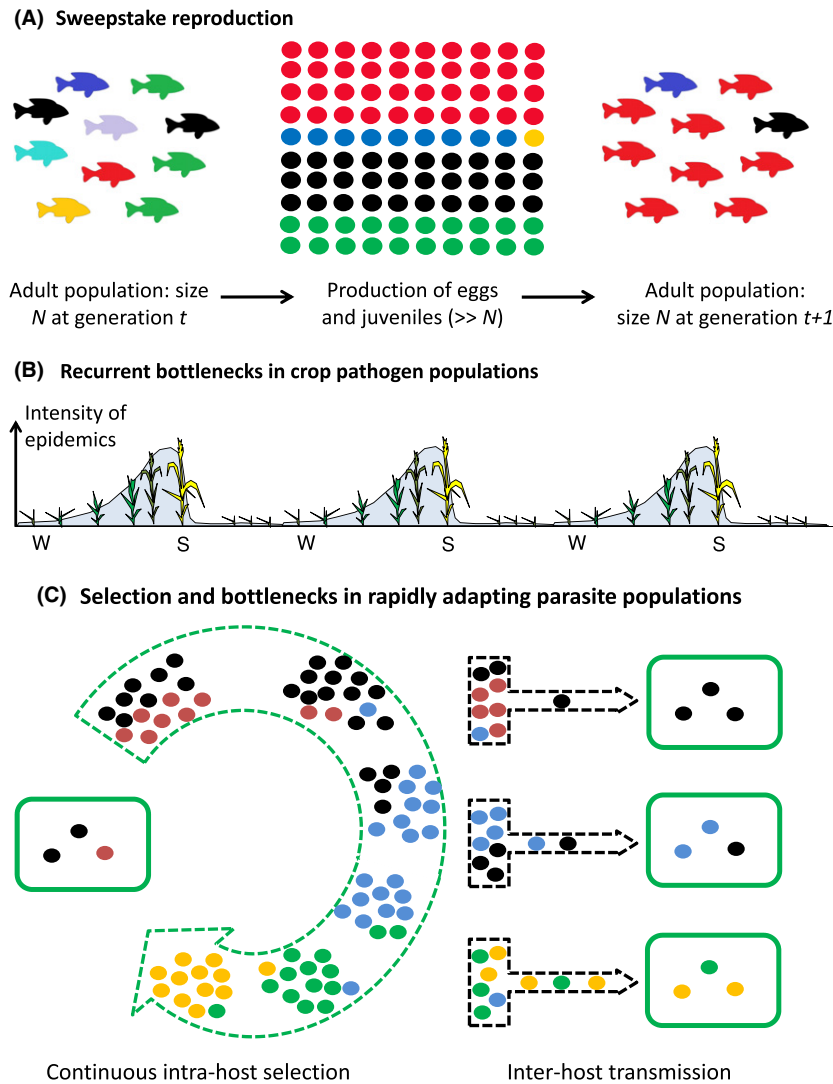 (A) Sweepstake reproduction
Adult population: size
N at generation t
Production of eggs
and juveniles (>> N)
Adult population:
size N at generation t+1
(B) Recurrent bottlenecks in crop pathogen populations
Intensity of
epidemics
W S W S W S
(C) Selection and bottlenecks in rapidly adapting parasite populations
Continuous intra-host selection
Inter-host transmission